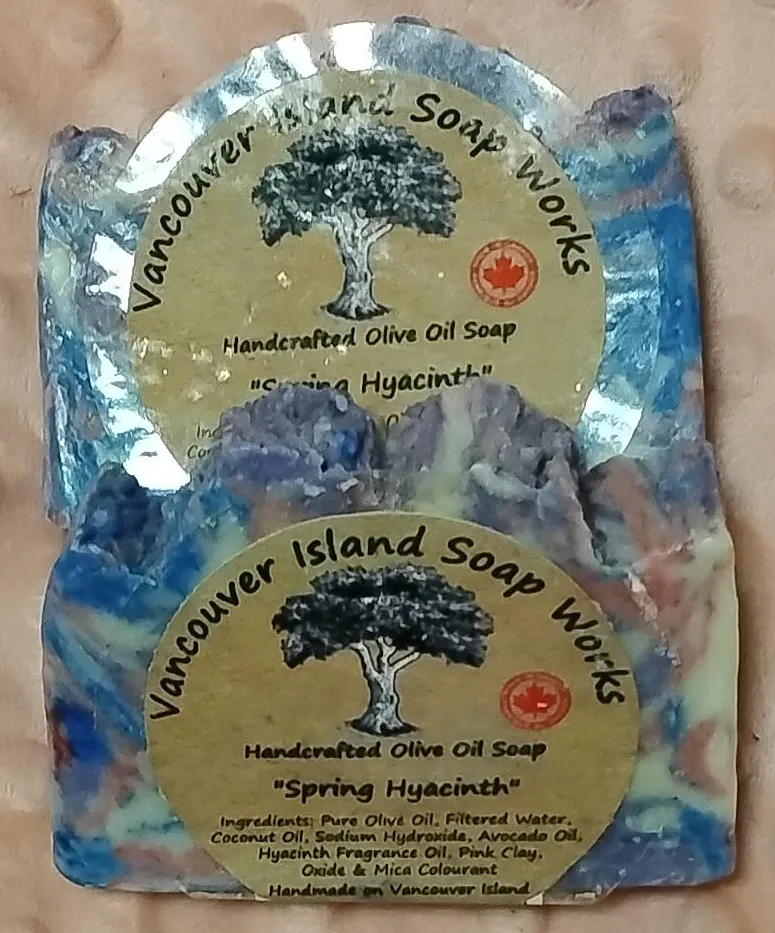 Vancouver Island Soap Works
Handcrafted Olive Oil Soap
"Spring Hyacinth"
Vancouver Island Soap Works
Handcrafted Olive Oil Soap
"Spring Hyacinth"
Ingredients: Pure Olive Oil, Filtered Water,
Coconut Oil, Sodium Hydroxide, Avocado Oil,
Hyacinth Fragrance Oil, Pink Clay,
Oxide & Mica Colourant
Handmade on Vancouver Island